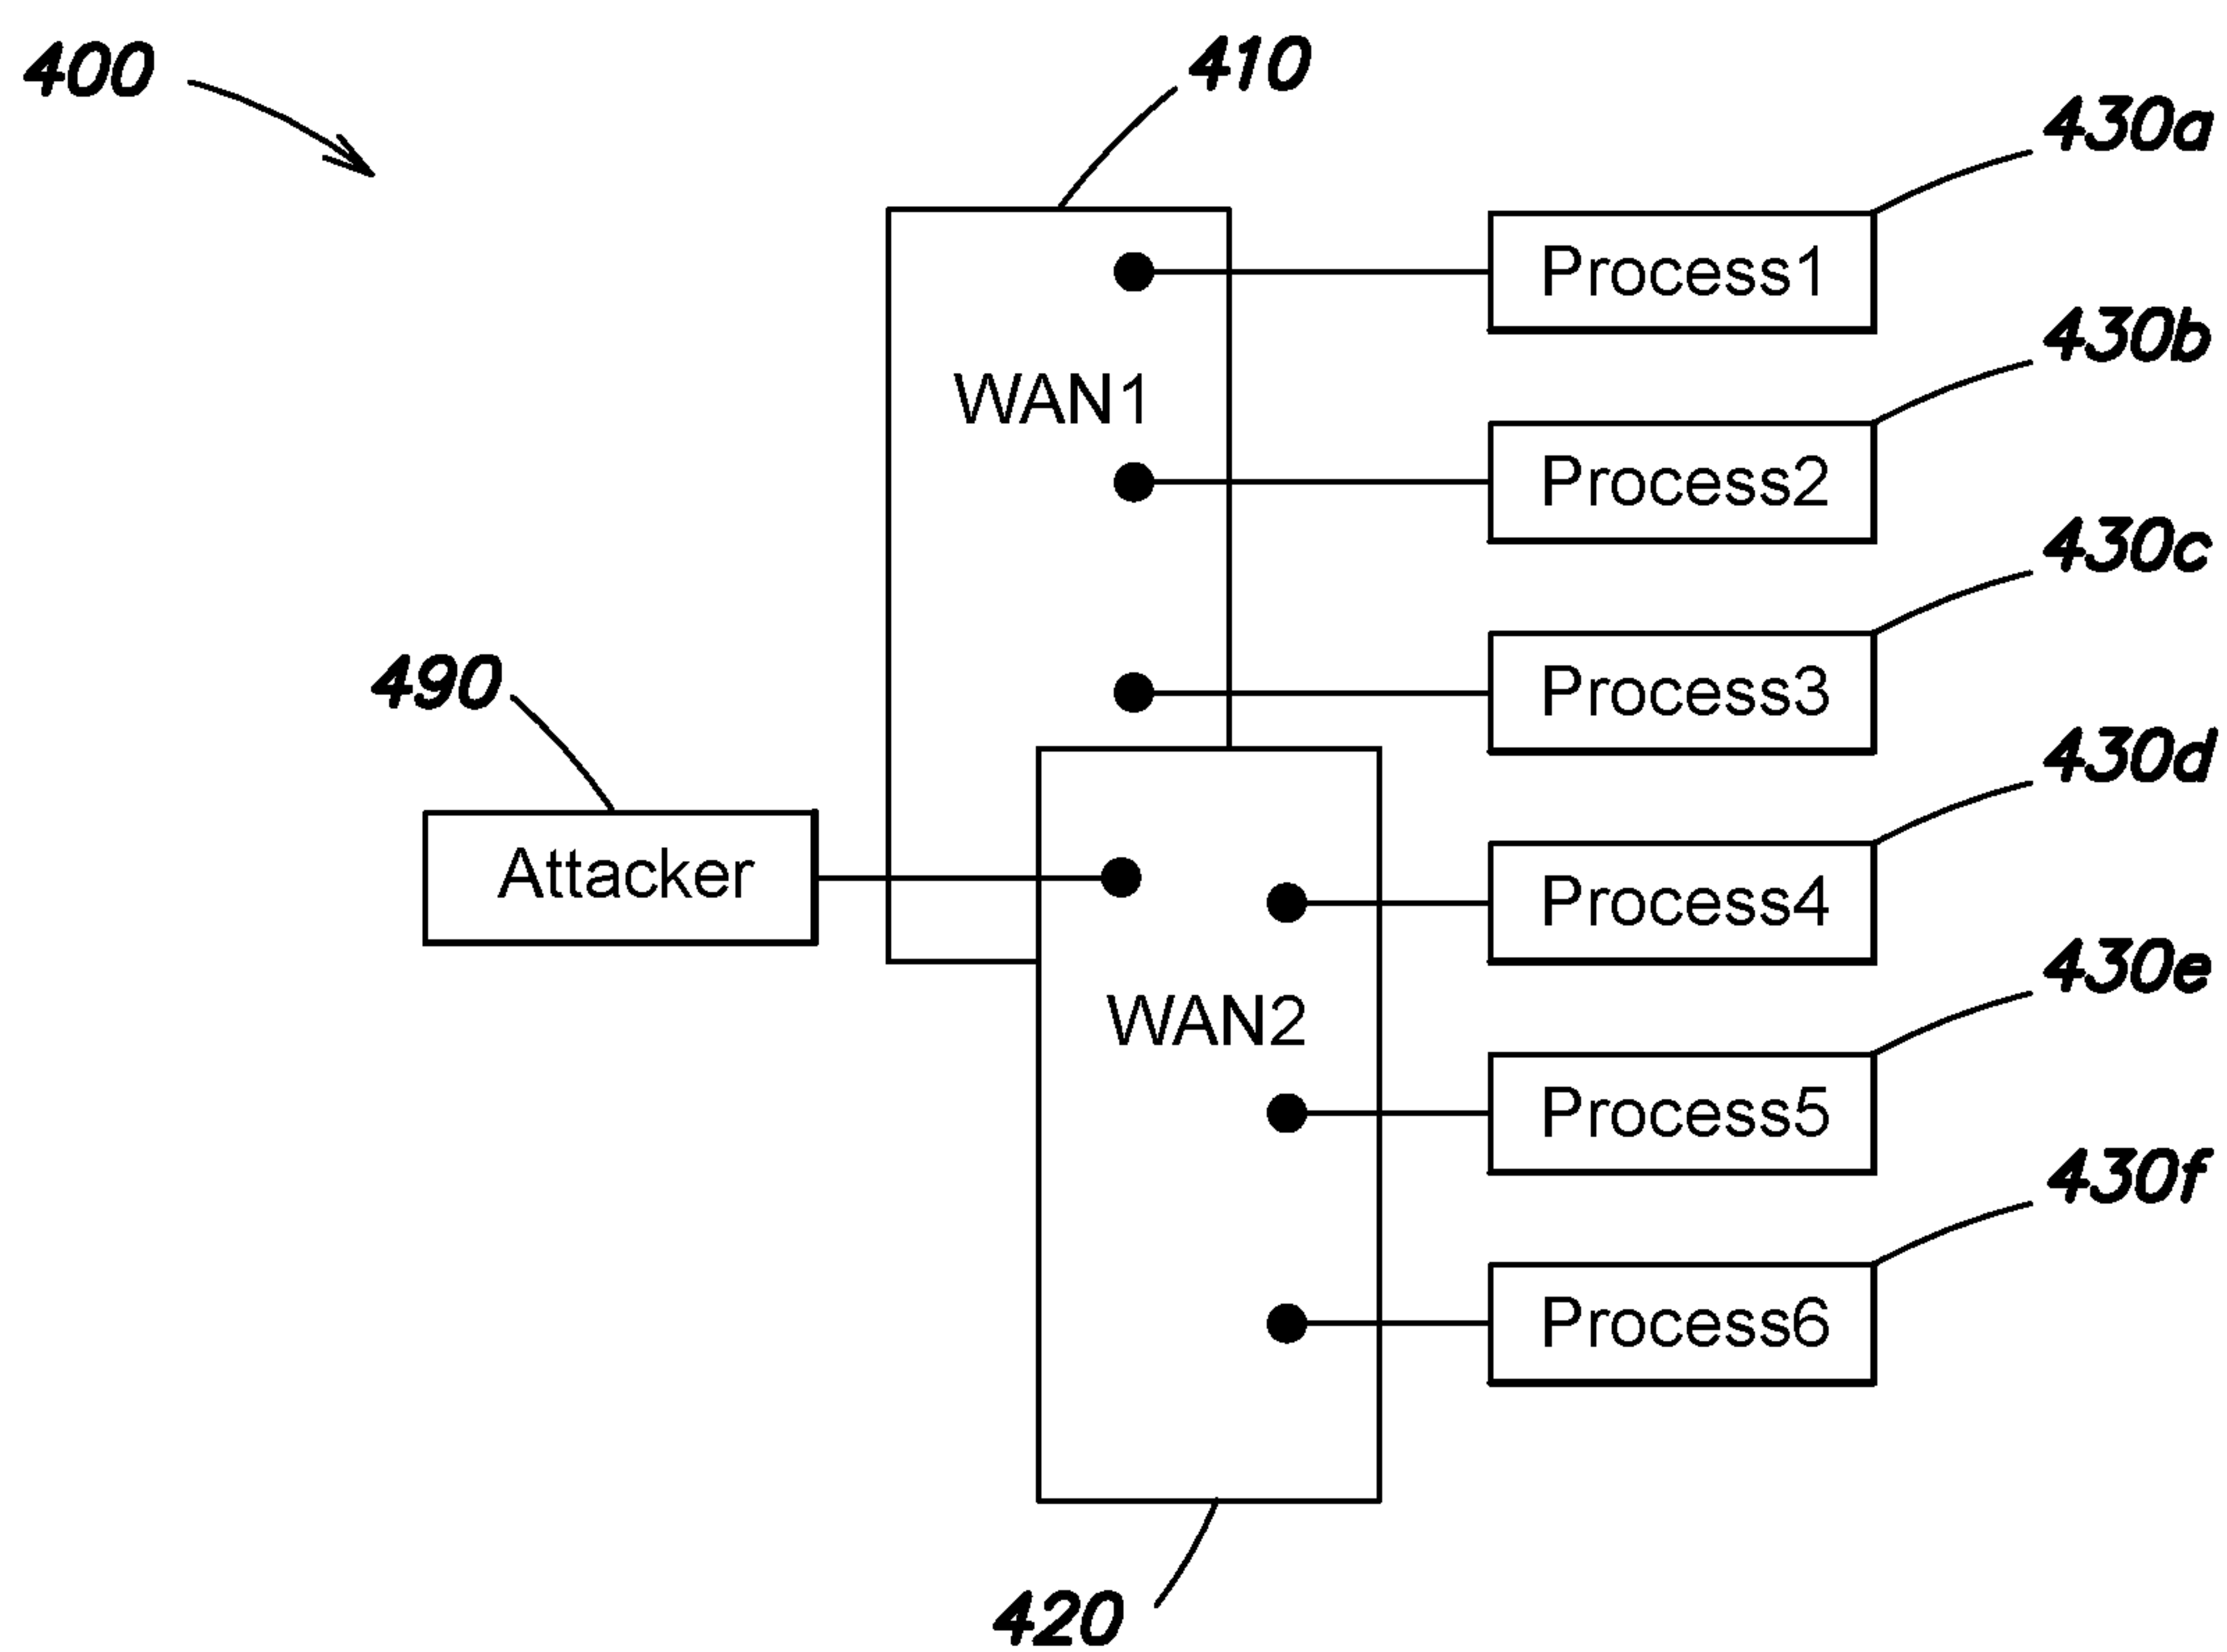 400
410
430a
Process1
430b
WAN1
Process2
430c
490
Process3
430d
Attacker
Process4
430e
WAN2
Process5
430f
Process6
420